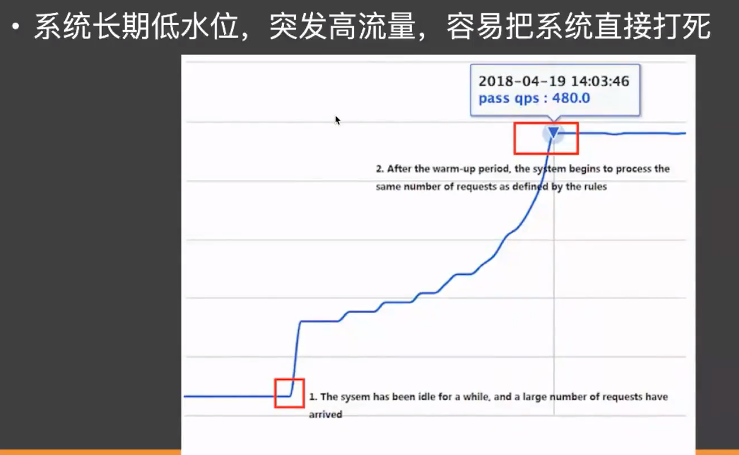 • 系统长期低水位，突发高流量，容易把系统直接打死
2018-04-19 14:03:46
pass qps : 480.0
2. After the warm-up period, the system begins to process the
same number of requests as defined by the rules
1. The sysem has been idle for a while, and a large number of requests have
arrived